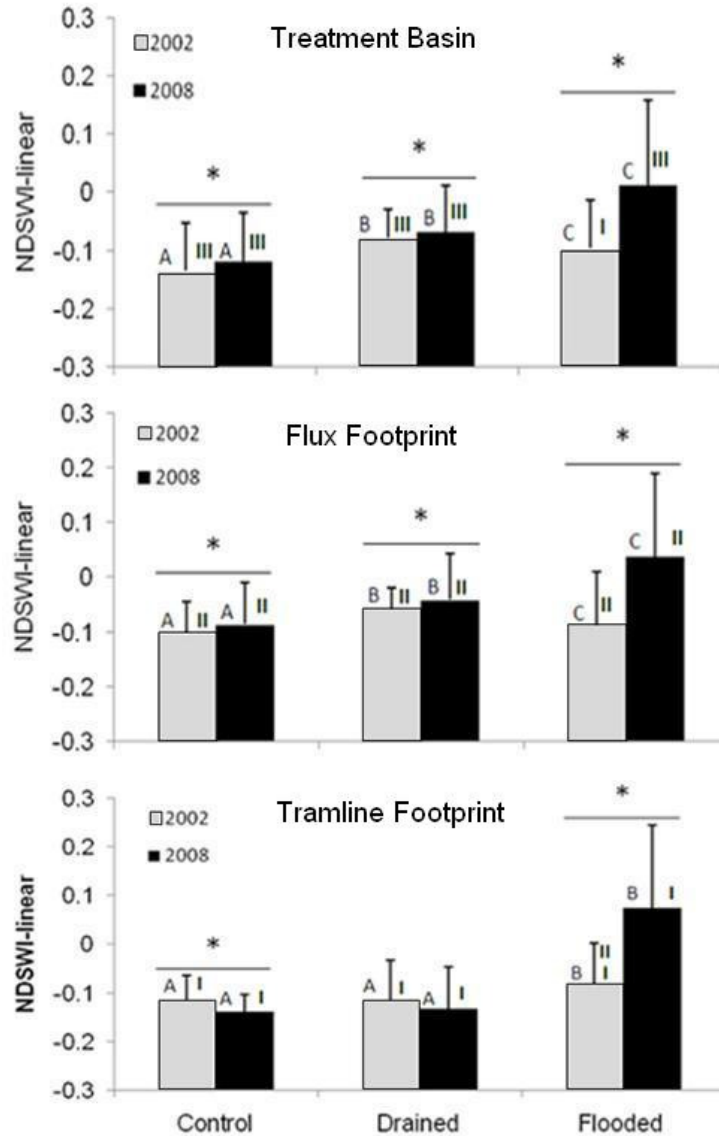 Treatment Basin
2002
2008
NDSWI-linear
0.3
0.2
0.1
0
-0.1
-0.2
-0.3
* * *
A III A III B III B III C I C III
Flux Footprint
2002
2008
NDSWI-linear
0.3
0.2
0.1
0
-0.1
-0.2
-0.3
* * *
A II A II B II B II C II C II
Tramline Footprint
2002
2008
NDSWI-linear
0.3
0.2
0.1
0
-0.1
-0.2
-0.3
* *
A I A I A I A I B II I B I
Control Drained Flooded